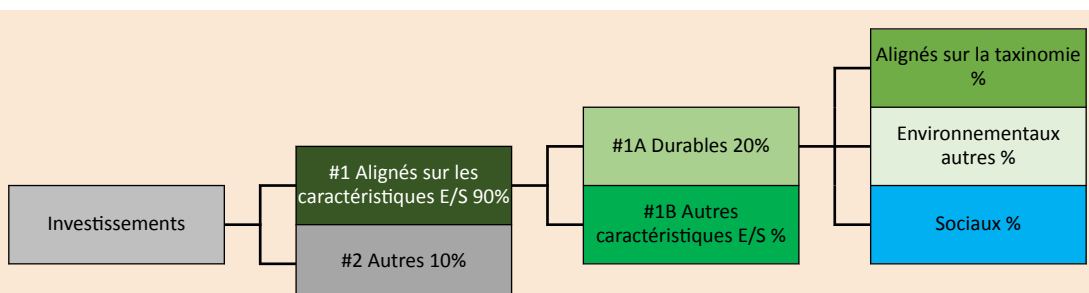 Investissements
#1 Alignés sur les
caractéristiques E/S 90%
#2 Autres 10%
#1A Durables 20%
#1B Autres
caractéristiques E/S %
Alignés sur la taxinomie
%
Environnementaux
autres %
Sociaux %